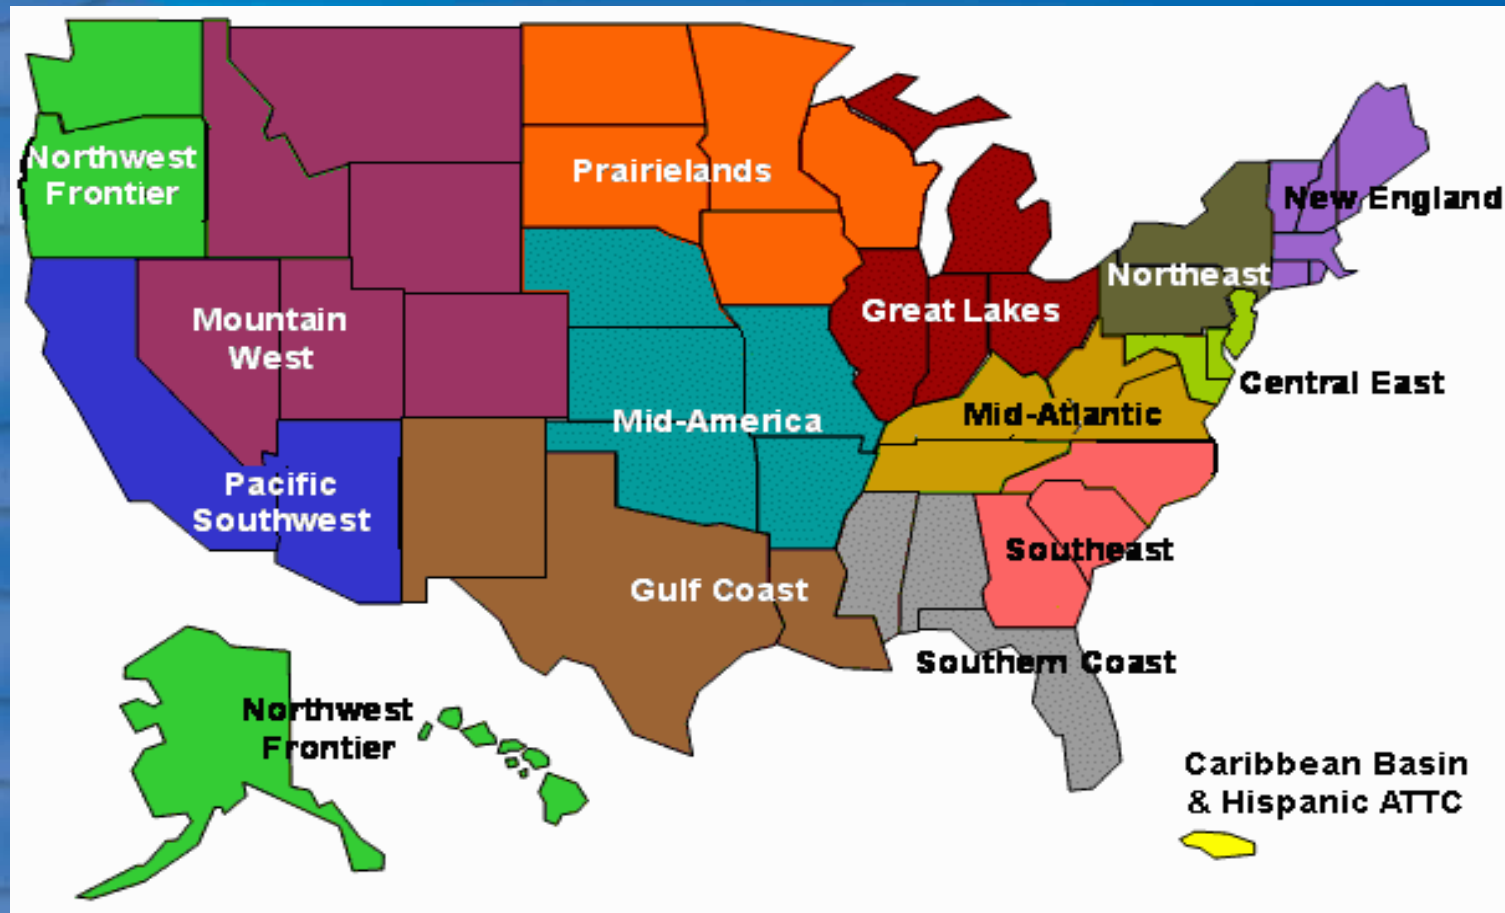 Northwest
Frontier
Prairielands
New England
Northeast
Great Lakes
Mountain
West
Central East
Mid-America
Mid-Atlantic
Pacific
Southwest
Southeast
Gulf Coast
Southern Coast
Northwest
Frontier
Caribbean Basin
& Hispanic ATTC